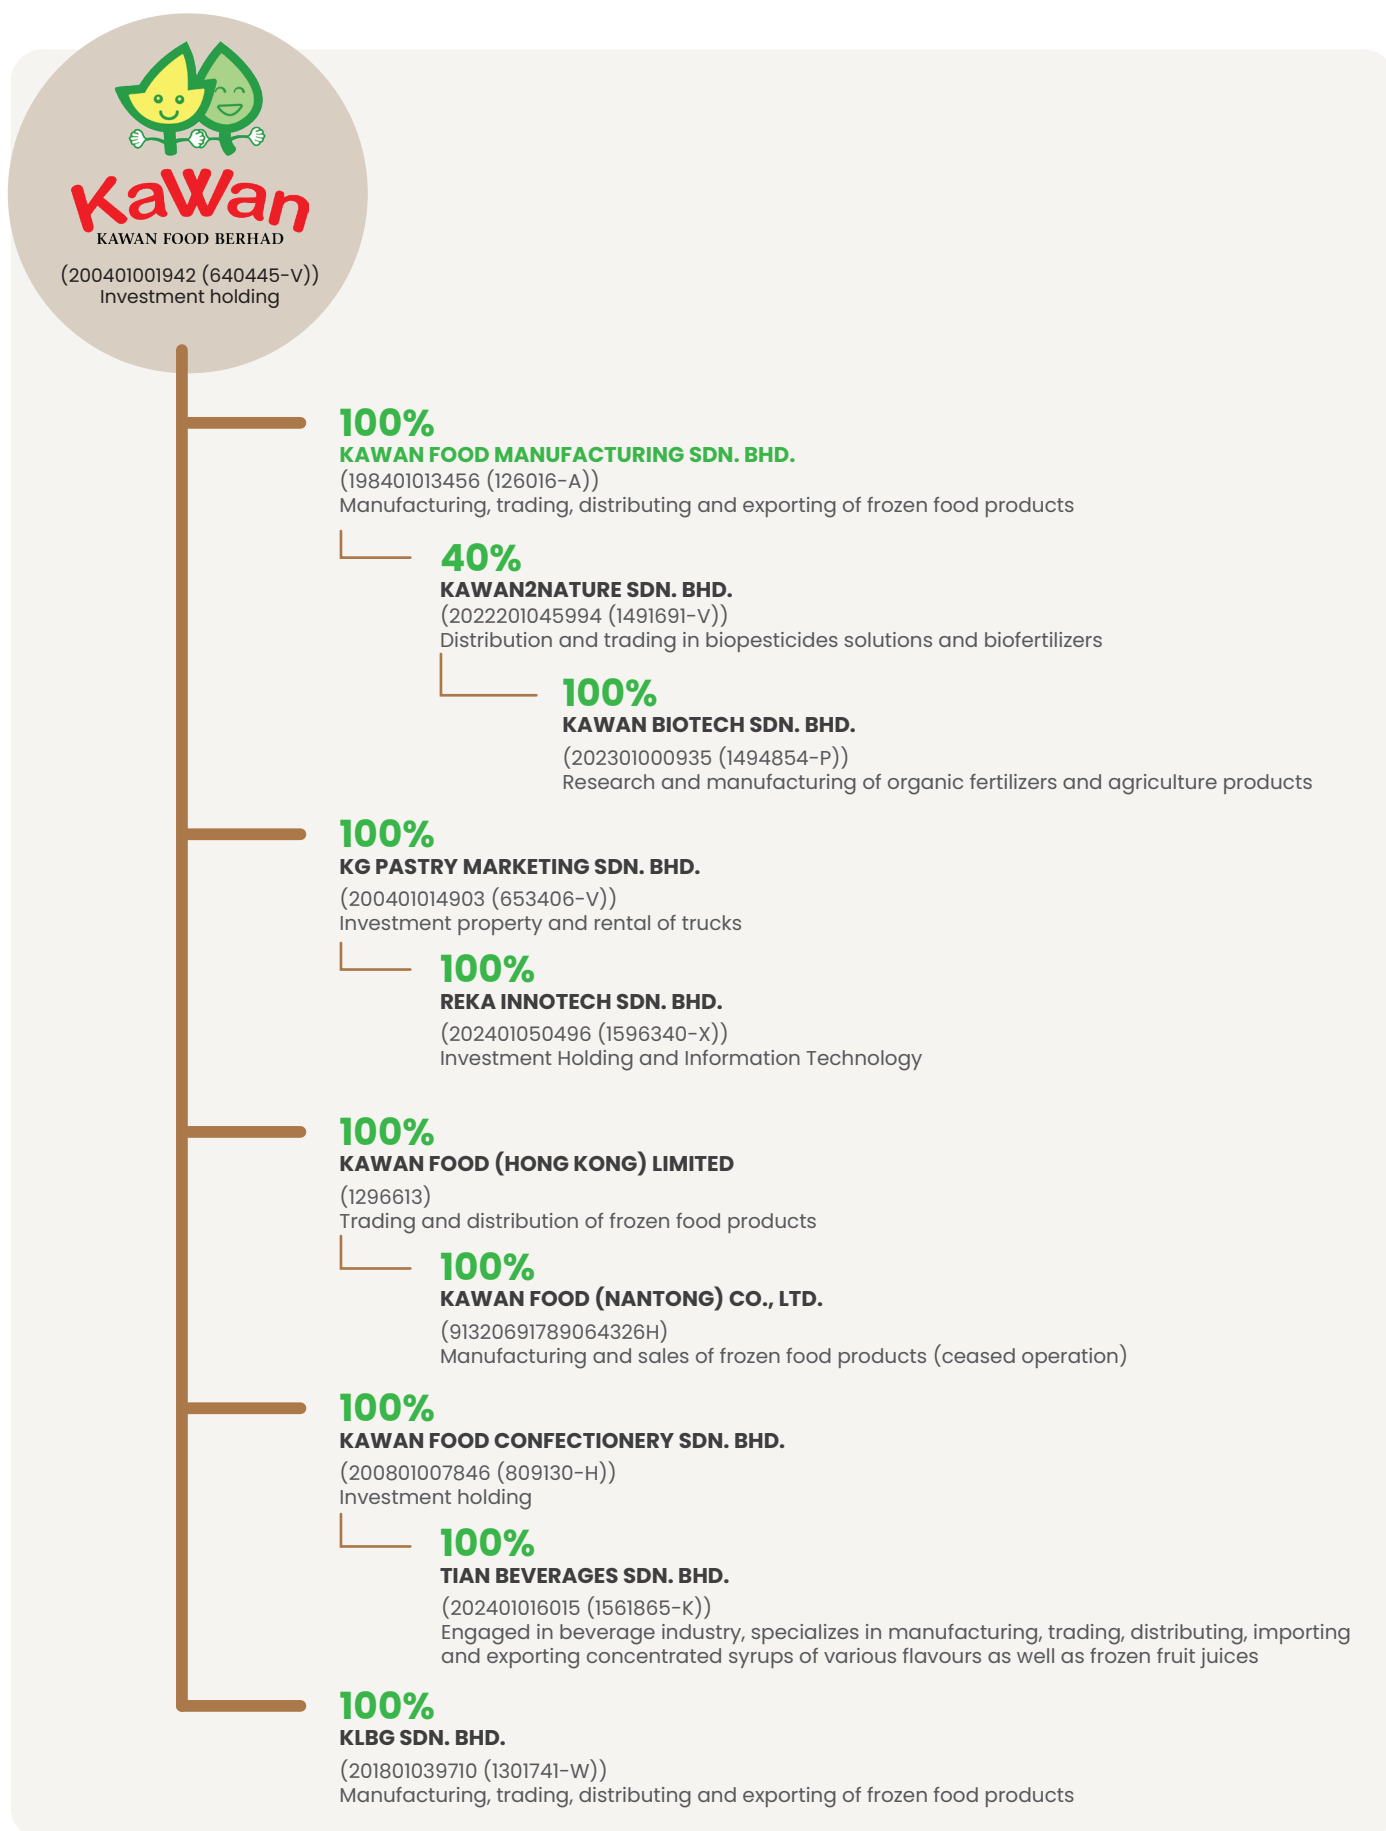 KaWan
KAWAN FOOD BERHAD
(200401001942 (640445-V))
Investment holding
100%
KAWAN FOOD MANUFACTURING SDN. BHD.
(198401013456 (126016-A))
Manufacturing, trading, distributing and exporting of frozen food products
40%
KAWAN2NATURE SDN. BHD.
(2022201045994 (1491691-V))
Distribution and trading in biopesticides solutions and biofertilizers
100%
KAWAN BIOTECH SDN. BHD.
(202301000935 (1494854-P))
Research and manufacturing of organic fertilizers and agriculture products
100%
KG PASTRY MARKETING SDN. BHD.
(200401014903 (653406-V))
Investment property and rental of trucks
100%
REKA INNOTECH SDN. BHD.
(202401050496 (1596340-X))
Investment Holding and Information Technology
100%
KAWAN FOOD (HONG KONG) LIMITED
(1296613)
Trading and distribution of frozen food products
100%
KAWAN FOOD (NANTONG) CO., LTD.
(91320691789064326H)
Manufacturing and sales of frozen food products (ceased operation)
100%
KAWAN FOOD CONFECTIONERY SDN. BHD.
(200801007846 (809130-H))
Investment holding
100%
TIAN BEVERAGES SDN. BHD.
(202401016015 (1561865-K))
Engaged in beverage industry, specializes in manufacturing, trading, distributing, importing
and exporting concentrated syrups of various flavours as well as frozen fruit juices
100%
KLBG SDN. BHD.
(201801039710 (1301741-W))
Manufacturing, trading, distributing and exporting of frozen food products